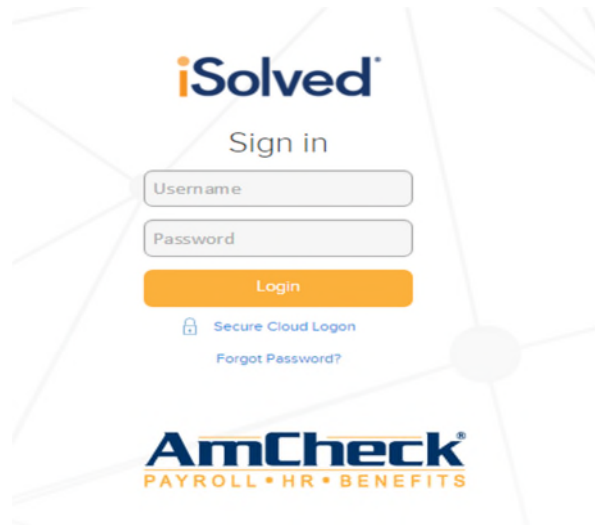 iSolved
Sign in
Username
Password
Login
Secure Cloud Logon
Forgot Password?
AmCheck®
PAYROLL • HR • BENEFITS